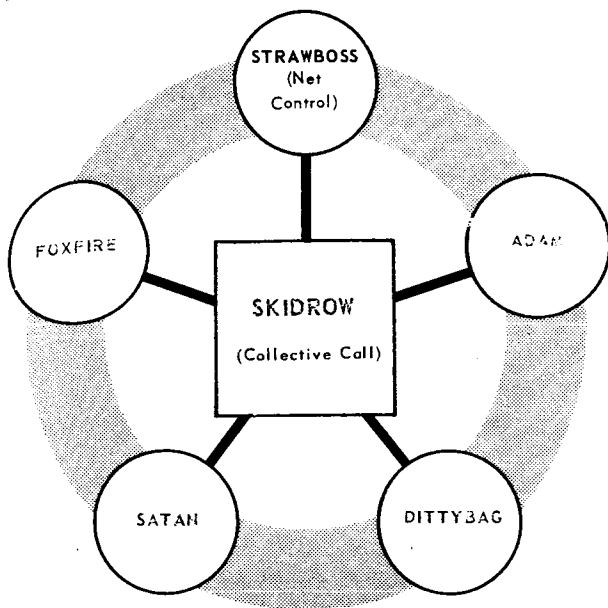 STRAWBOSS
(Net
Control)
FOXFIRE
ADAM
SKIDROW
(Collective Call)
SATAN
DITTYBAG